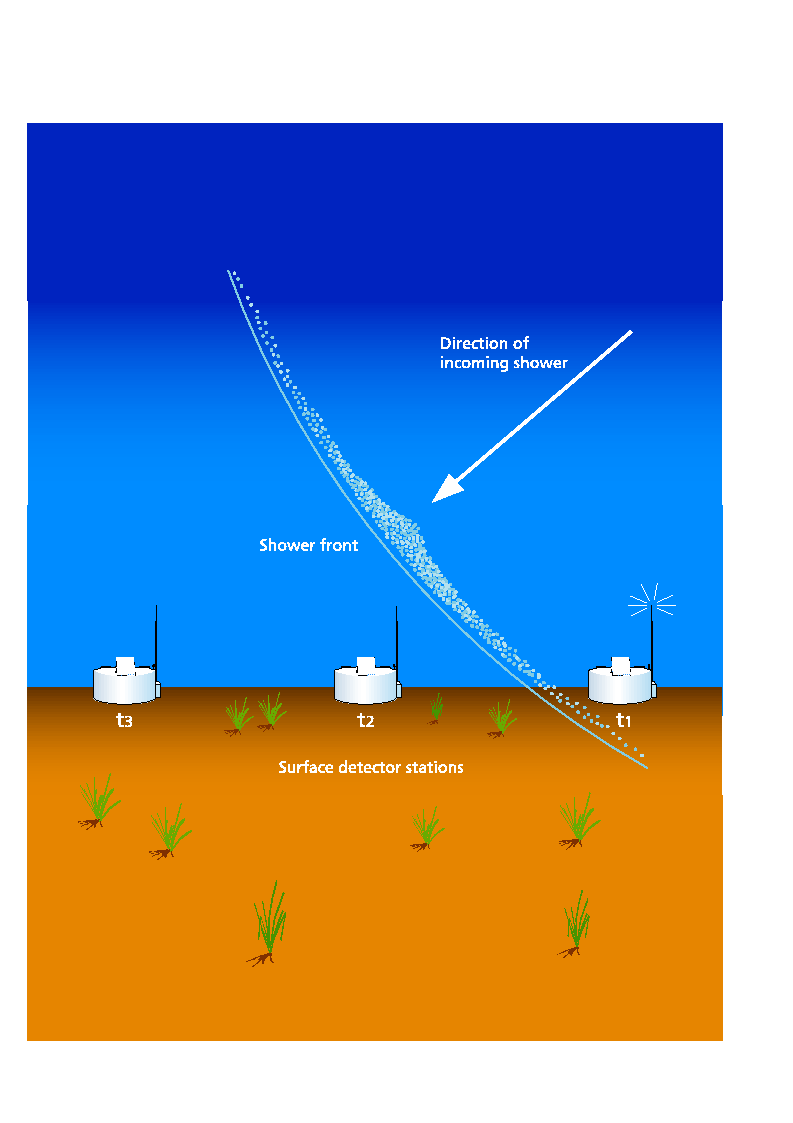 Direction of
incoming shower
Shower front
t3
t2
t1
Surface detector stations